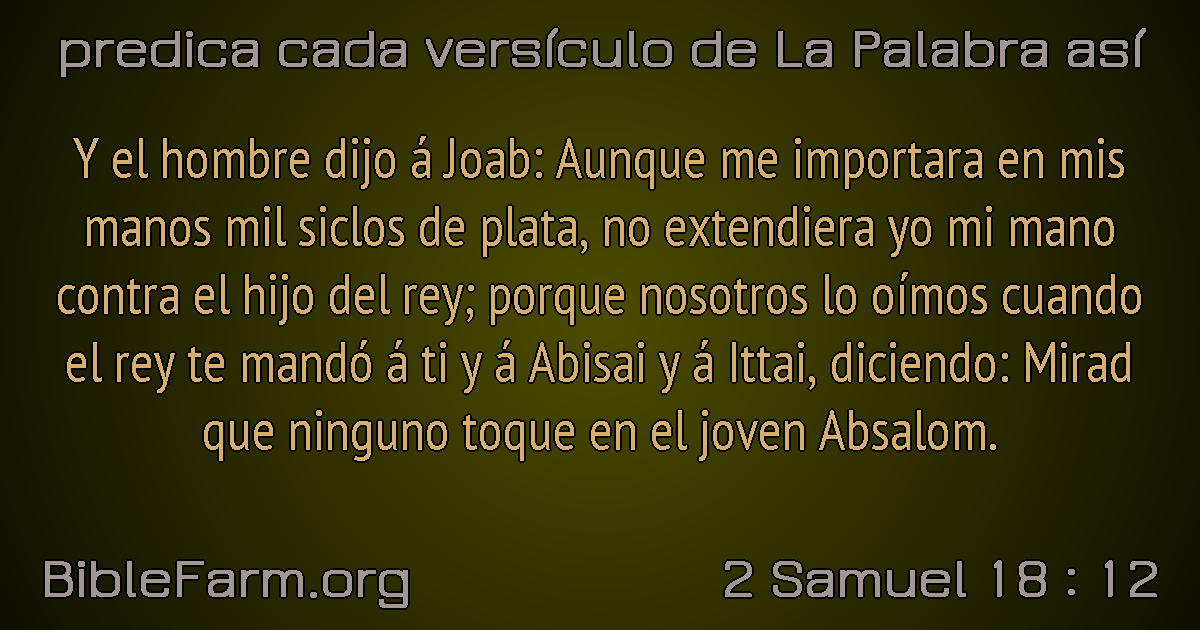 predica cada versículo de La Palabra así
Y el hombre dijo á Joab: Aunque me importara en mis
manos mil siclos de plata, no extendiera yo mi mano
contra el hijo del rey; porque nosotros lo oímos cuando
el rey te mandó á ti y á Abisai y á Ittai, diciendo: Mirad
que ninguno toque en el joven Absalom.
BibleFarm.org
2 Samuel 18 : 12